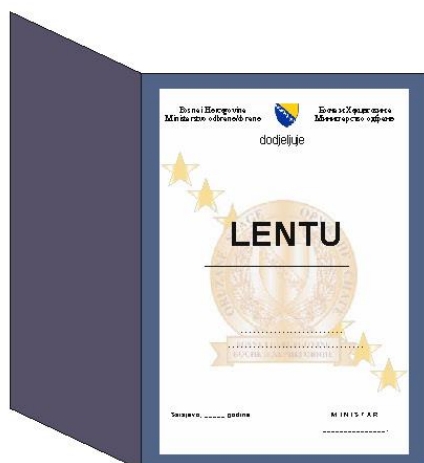 Bosna i Hercegovina
Ministarstvo odbrane/obrane
Босна и Херцеговина
Министарство одбране
dodjeljuje
LENTU
Sarajevo, _____ godine
MINISTAR